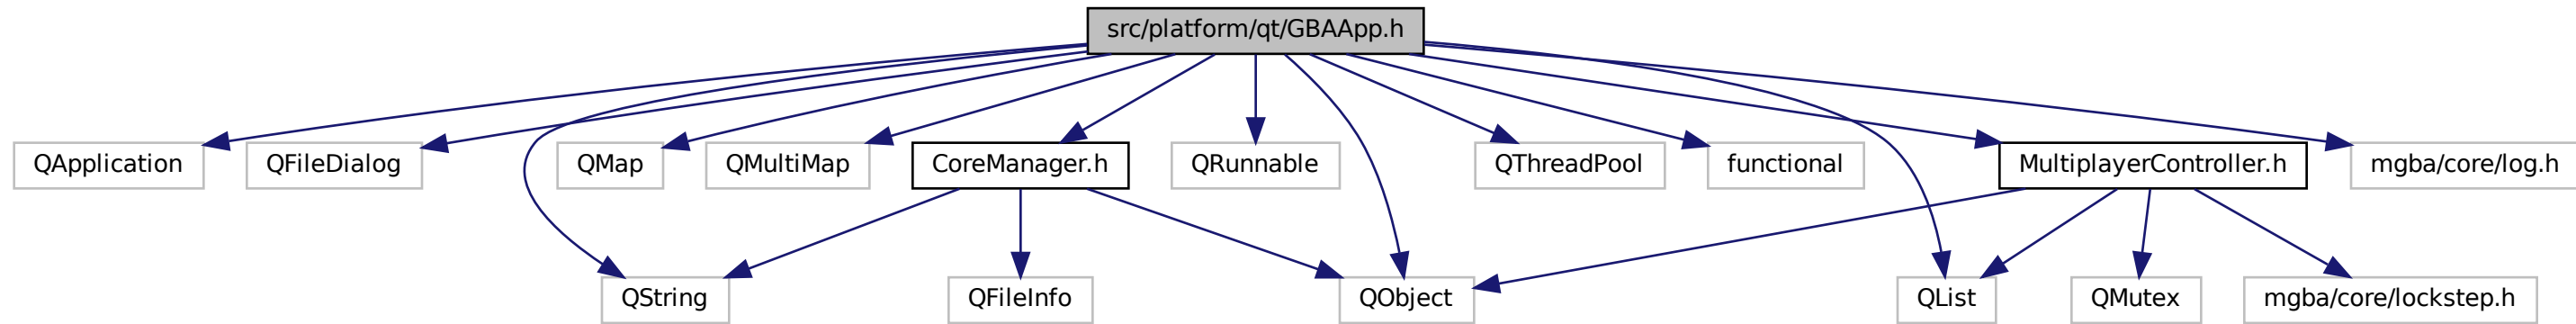 src/platform/qt/GBAApp.h
QApplication
QFileDialog
QMap
QMultiMap
CoreManager.h
QRunnable
QThreadPool
functional
MultiplayerController.h
mgba/core/log.h
QString
QFileInfo
QObject
QList
QMutex
mgba/core/lockstep.h